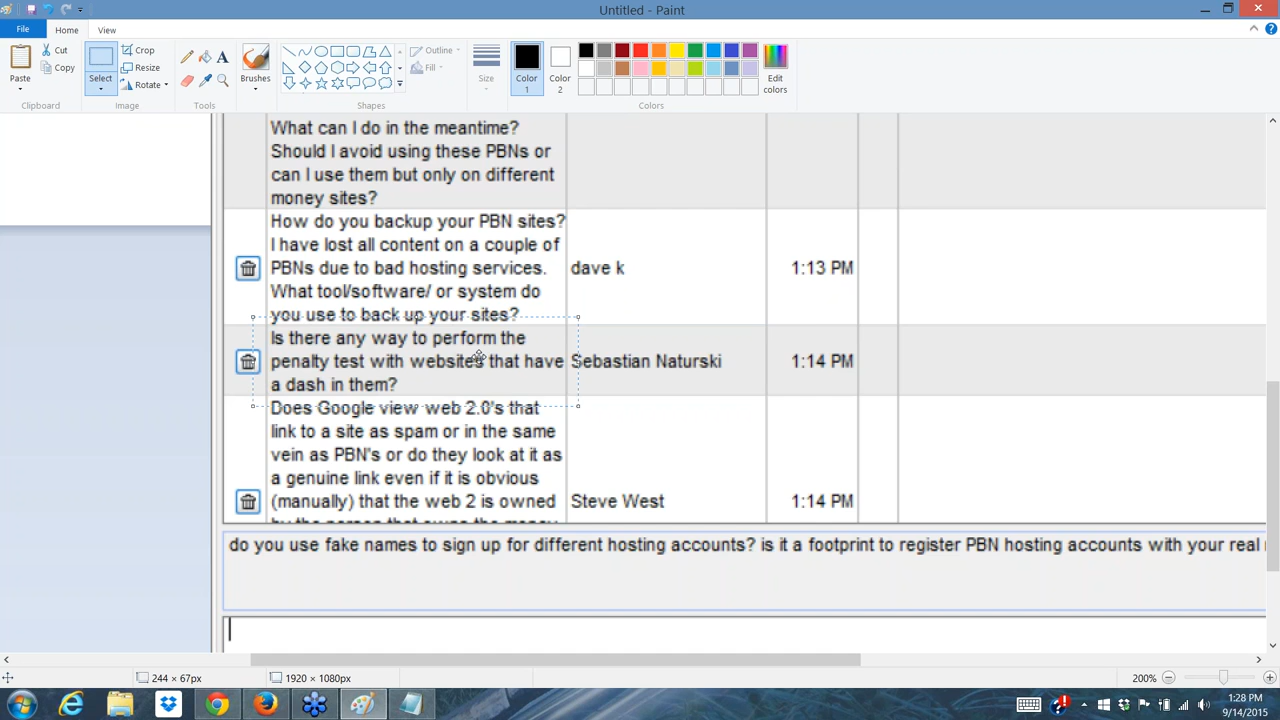 Untitled - Paint
File
Home
View
Paste
Cut
Copy
Clipboard
Select
Crop
Resize
Rotate
Image
Tools
Brushes
Shapes
Outline
Fill
Size
Color
1
Color
2
Edit
colors
Colors
What can I do in the meantime?
Should I avoid using these PBNs or
can I use them but only on different
money sites?
How do you backup your PBN sites?
I have lost all content on a couple of
PBNs due to bad hosting services.
What tool/software/ or system do
you use to back up your sites?
dave k
1:13 PM
Is there any way to perform the
penalty test with websites that have
a dash in them?
Sebastian Naturski
1:14 PM
Does Google view web 2.0's that
link to a site as spam or in the same
vein as PBN's or do they look at it as
a genuine link even if it is obvious
(manually) that the web 2 is owned
by the person that owns the money
Steve West
1:14 PM
do you use fake names to sign up for different hosting accounts? is it a footprint to register PBN hosting accounts with your real
244 × 67px
1920 × 1080px
200%
1:28 PM
9/14/2015